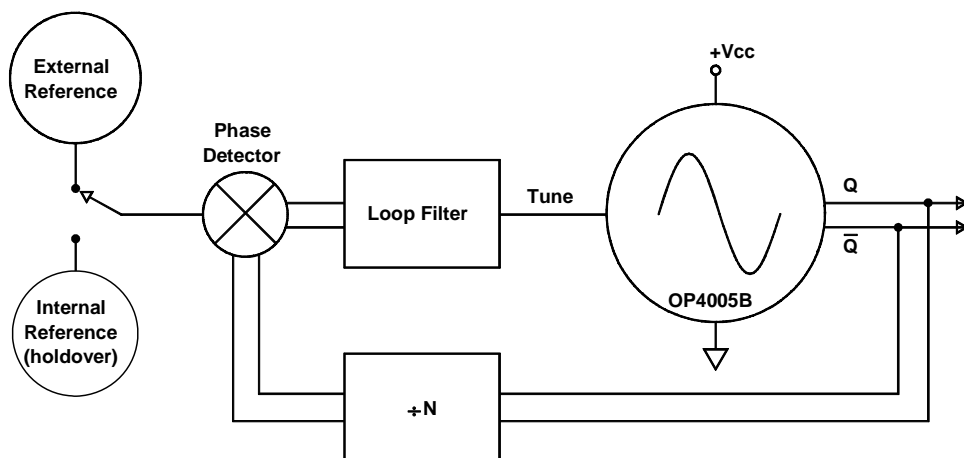 External
Reference
+Vcc
Phase
Detector
Loop Filter
Tune
Q
Q̅
OP4005B
Internal
Reference
(holdover)
÷N